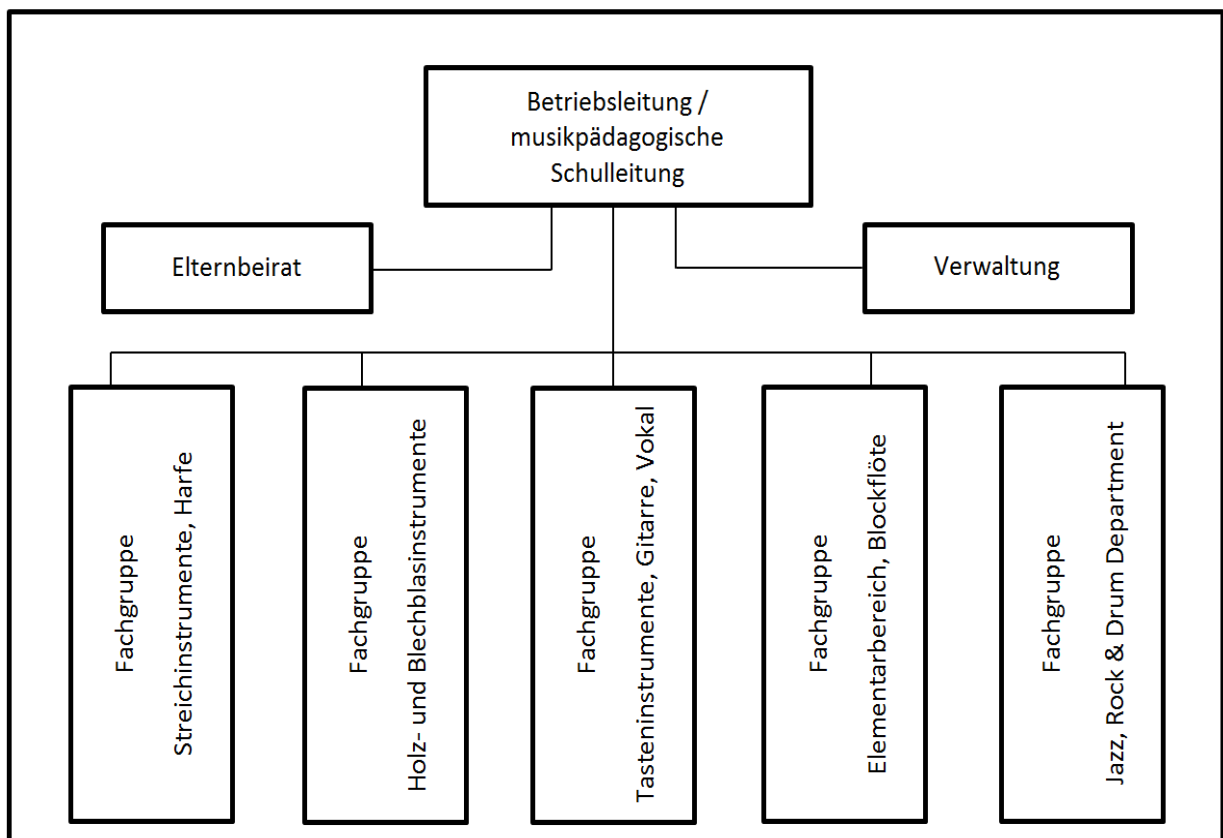 Betriebsleitung /
musikpädagogische
Schulleitung
Elternbeirat
Verwaltung
Fachgruppe
Streichinstrumente, Harfe
Fachgruppe
Holz- und Blechblasinstrumente
Fachgruppe
Tasteninstrumente, Gitarre, Vokal
Fachgruppe
Elementarbereich, Blockflöte
Fachgruppe
Jazz, Rock & Drum Department